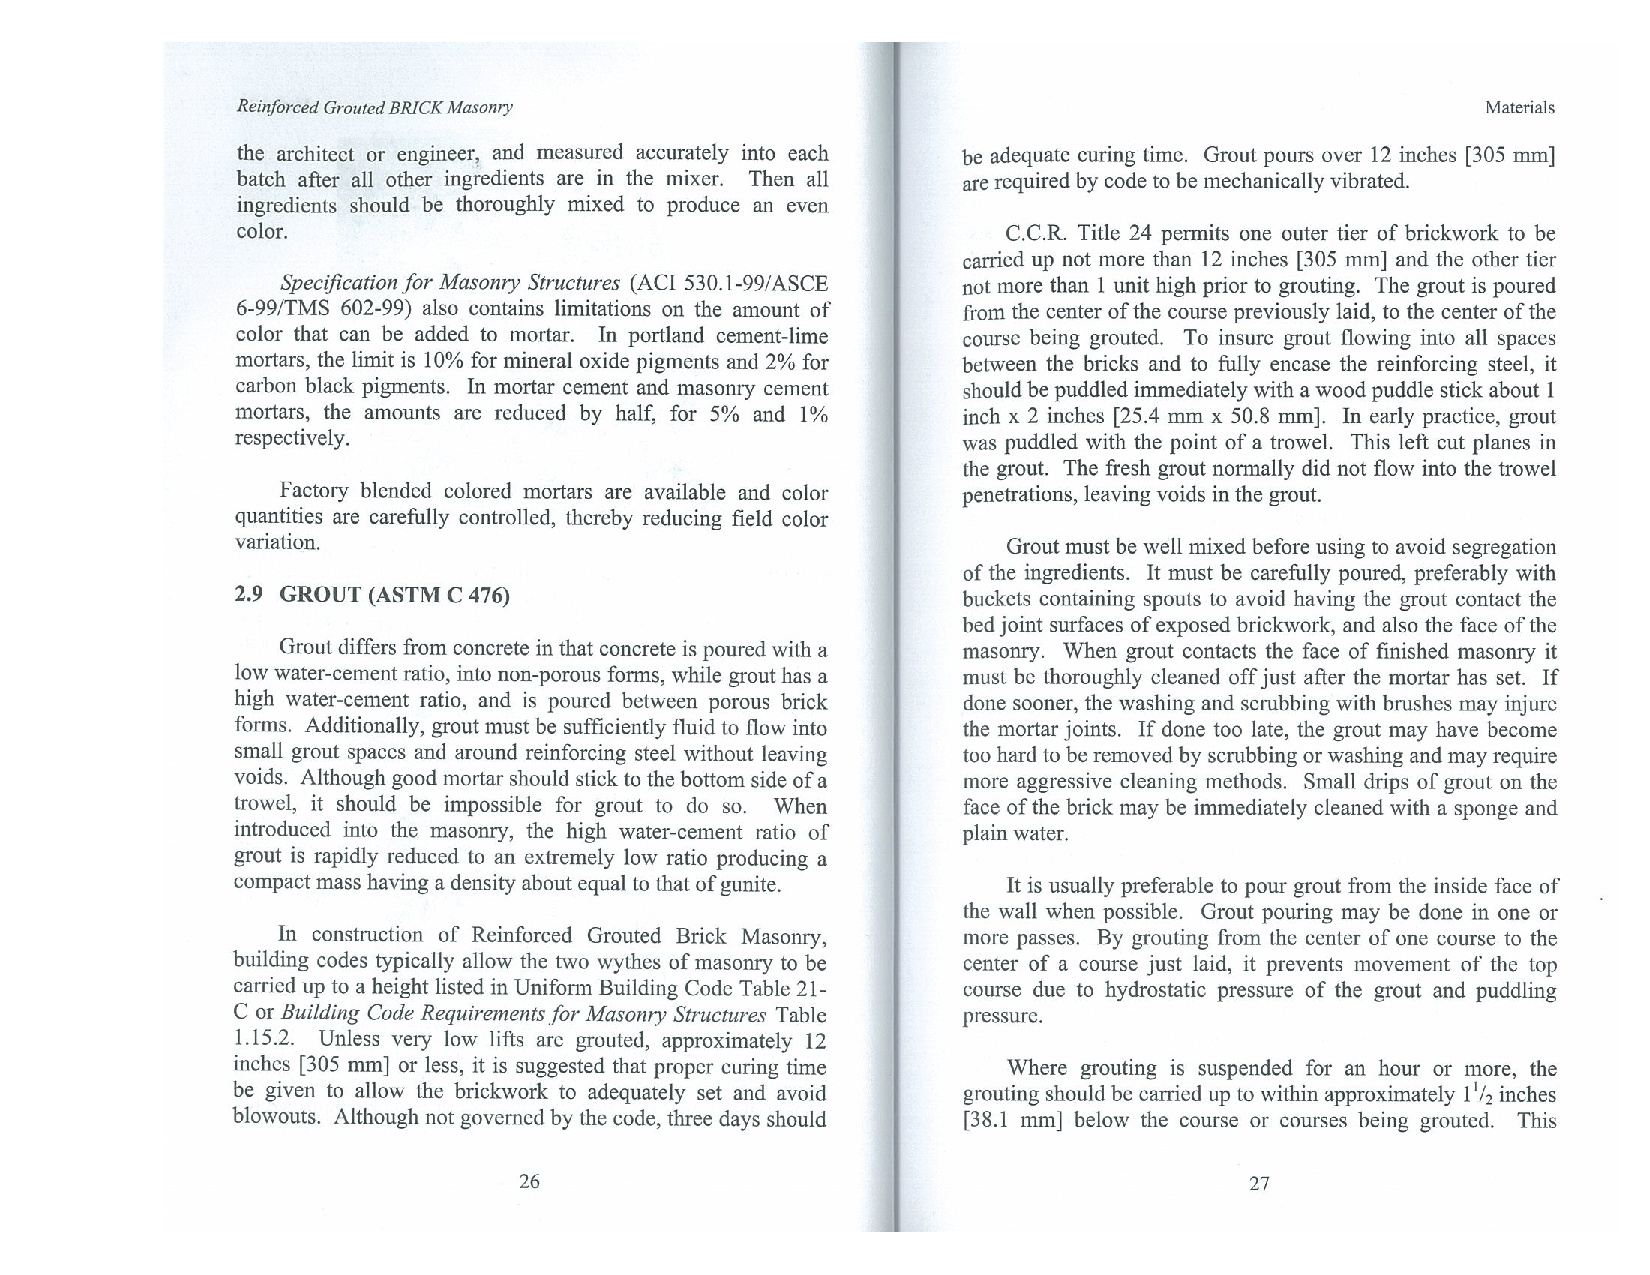 Reinforced Grouted BRICK Masonry
the architect or engineer, and measured accurately into each
batch after all other ingredients are in the mixer. Then all
ingredients should be thoroughly mixed to produce an even
color.
Specification for Masonry Structures (ACI 530.1-99/ASCE
6-99/TMS 602-99) also contains limitations on the amount of
color that can be added to mortar. In portland cement-lime
mortars, the limit is 10% for mineral oxide pigments and 2% for
carbon black pigments. In mortar cement and masonry cement
mortars, the amounts are reduced by half, for 5% and 1%
respectively.
Factory blended colored mortars are available and color
quantities are carefully controlled, thereby reducing field color
variation.
2.9 GROUT (ASTM C 476)
Grout differs from concrete in that concrete is poured with a
low water-cement ratio, into non-porous forms, while grout has a
high water-cement ratio, and is poured between porous brick
forms. Additionally, grout must be sufficiently fluid to flow into
small grout spaces and around reinforcing steel without leaving
voids. Although good mortar should stick to the bottom side of a
trowel, it should be impossible for grout to do so. When
introduced into the masonry, the high water-cement ratio of
grout is rapidly reduced to an extremely low ratio producing a
compact mass having a density about equal to that of gunite.
In construction of Reinforced Grouted Brick Masonry,
building codes typically allow the two wythes of masonry to be
carried up to a height listed in Uniform Building Code Table 21-
C or Building Code Requirements for Masonry Structures Table
1.15.2. Unless very low lifts are grouted, approximately 12
inches [305 mm] or less, it is suggested that proper curing time
be given to allow the brickwork to adequately set and avoid
blowouts. Although not governed by the code, three days should
26
Materials
be adequate curing time. Grout pours over 12 inches [305 mm]
are required by code to be mechanically vibrated.
C.C.R. Title 24 permits one outer tier of brickwork to be
carried up not more than 12 inches [305 mm] and the other tier
not more than 1 unit high prior to grouting. The grout is poured
from the center of the course previously laid, to the center of the
course being grouted. To insure grout flowing into all spaces
between the bricks and to fully encase the reinforcing steel, it
should be puddled immediately with a wood puddle stick about 1
inch x 2 inches [25.4 mm x 50.8 mm]. In early practice, grout
was puddled with the point of a trowel. This left cut planes in
the grout. The fresh grout normally did not flow into the trowel
penetrations, leaving voids in the grout.
Grout must be well mixed before using to avoid segregation
of the ingredients. It must be carefully poured, preferably with
buckets containing spouts to avoid having the grout contact the
bed joint surfaces of exposed brickwork, and also the face of the
masonry. When grout contacts the face of finished masonry it
must be thoroughly cleaned off just after the mortar has set. If
done sooner, the washing and scrubbing with brushes may injure
the mortar joints. If done too late, the grout may have become
too hard to be removed by scrubbing or washing and may require
more aggressive cleaning methods. Small drips of grout on the
face of the brick may be immediately cleaned with a sponge and
plain water.
It is usually preferable to pour grout from the inside face of
the wall when possible. Grout pouring may be done in one or
more passes. By grouting from the center of one course to the
center of a course just laid, it prevents movement of the top
course due to hydrostatic pressure of the grout and puddling
pressure.
Where grouting is suspended for an hour or more, the
grouting should be carried up to within approximately 1 1/2 inches
[38.1 mm] below the course or courses being grouted. This
27